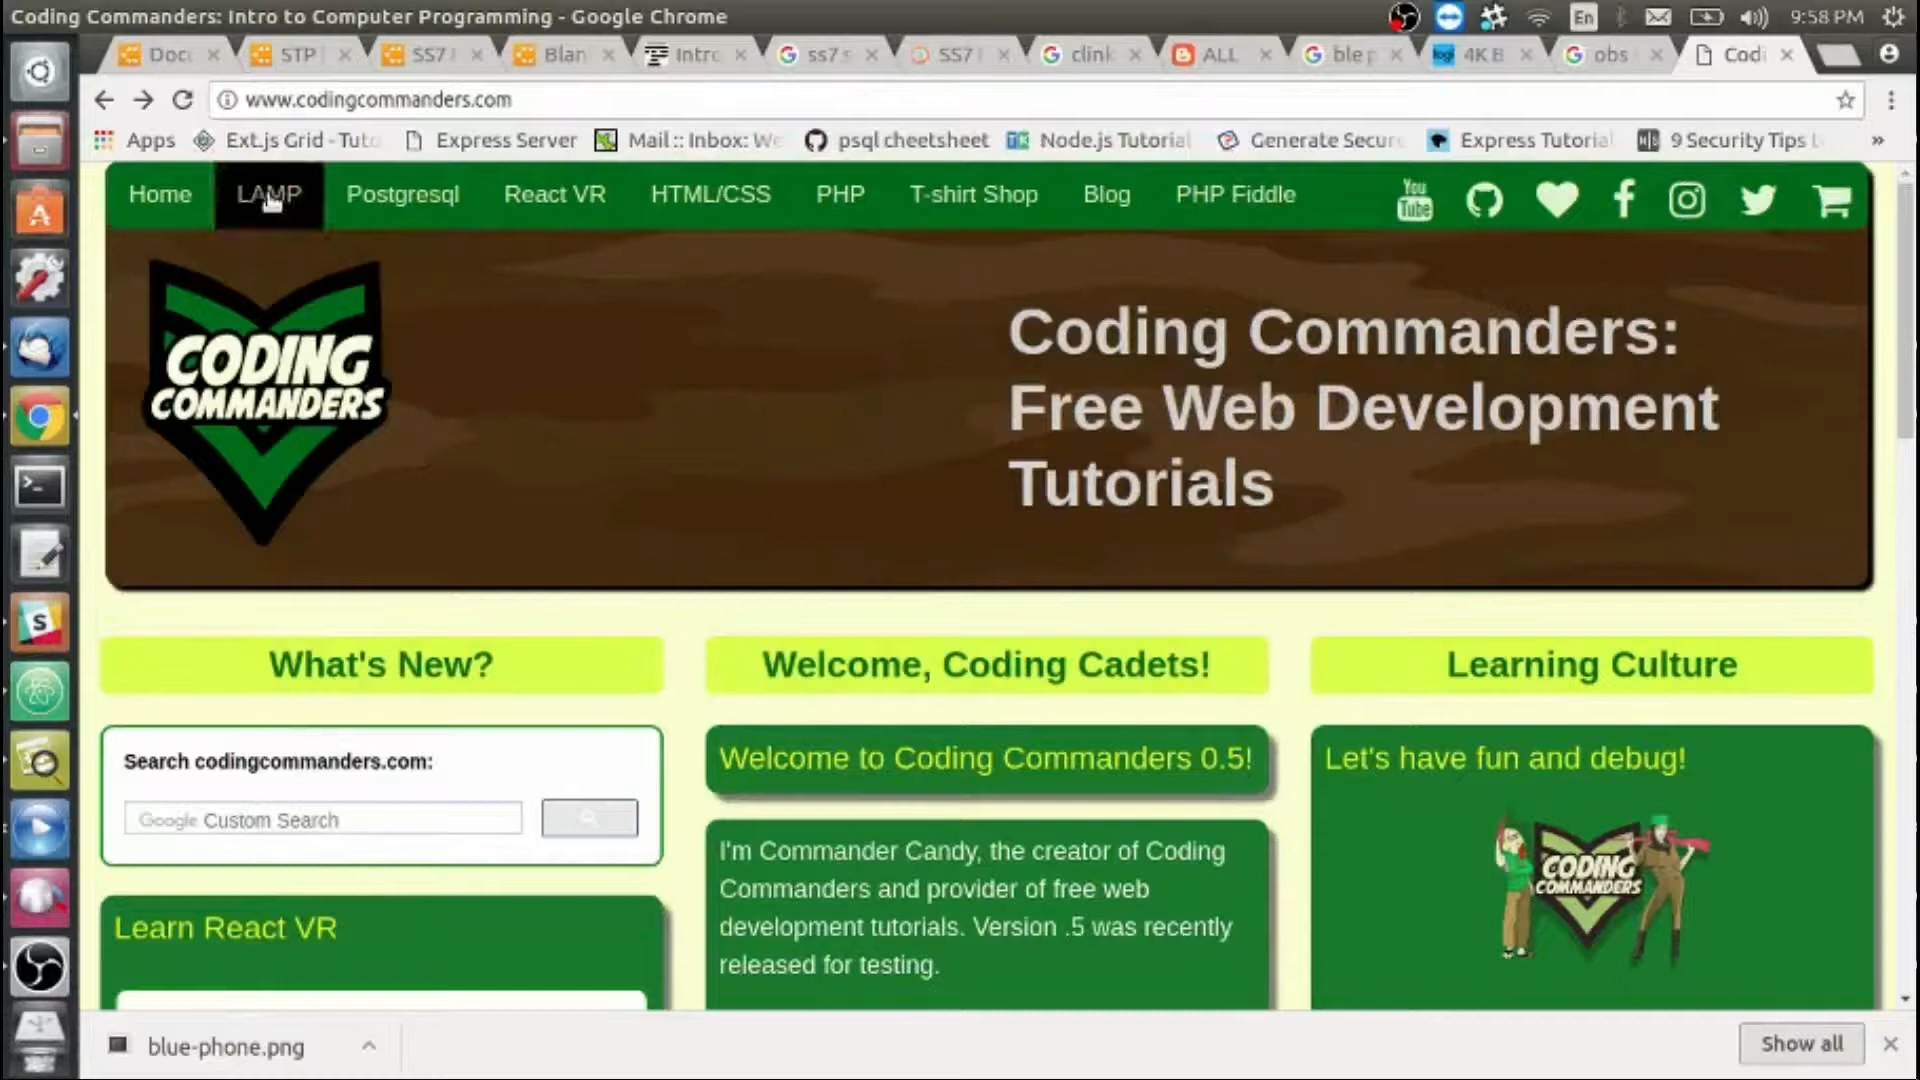 Coding Commanders: Intro to Computer Programming - Google Chrome
En
9:58 PM
Doc
STP
SS7
Blan
Intro
ss7 s
SS7
clink
ALL
ble p
4K B
obs
Codi
www.codingcommanders.com
Apps
Ext.js Grid - Tuto
Express Server
Mail :: Inbox: We
psql cheetsheet
Node.js Tutorial
Generate Secure
Express Tutorial
9 Security Tips
Home
LAMP
Postgresql
React VR
HTML/CSS
PHP
T-shirt Shop
Blog
PHP Fiddle
You
Tube
CODING
COMMANDERS
Coding Commanders:
Free Web Development
Tutorials
What's New?
Welcome, Coding Cadets!
Learning Culture
Search codingcommanders.com:
Google Custom Search
Learn React VR
Welcome to Coding Commanders 0.5!
I'm Commander Candy, the creator of Coding
Commanders and provider of free web
development tutorials. Version .5 was recently
released for testing.
Let's have fun and debug!
CODING
COMMANDERS
blue-phone.png
Show all